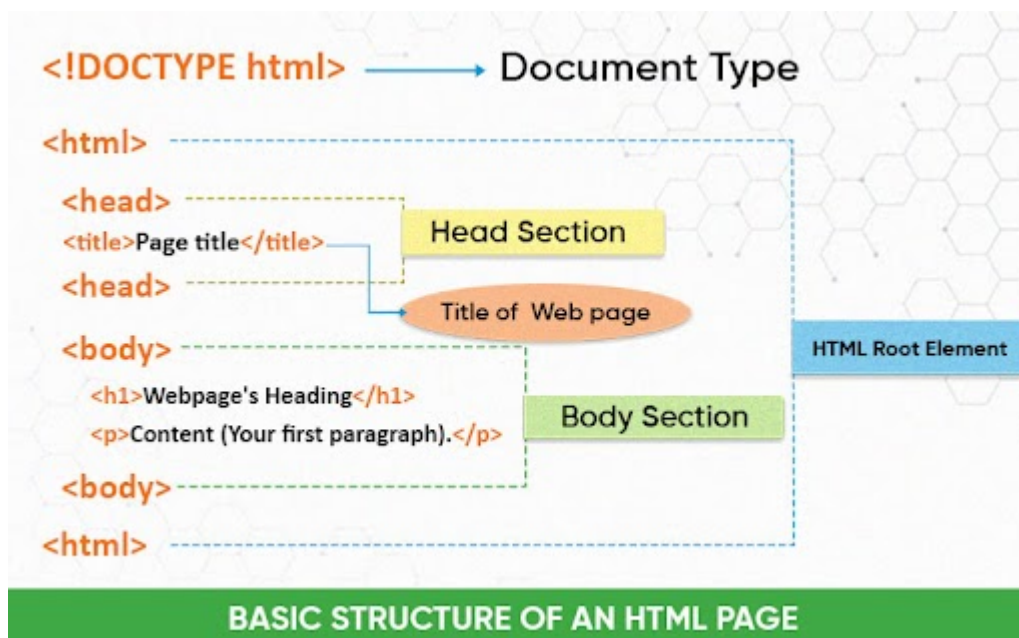 <!DOCTYPE html> Document Type
<html>
<head>
Head Section
<title>Page title</title>
<head>
Title of Web page
<body>
HTML Root Element
<h1>Webpage's Heading</h1>
Body Section
<p>Content (Your first paragraph).</p>
<body>
<html>
BASIC STRUCTURE OF AN HTML PAGE